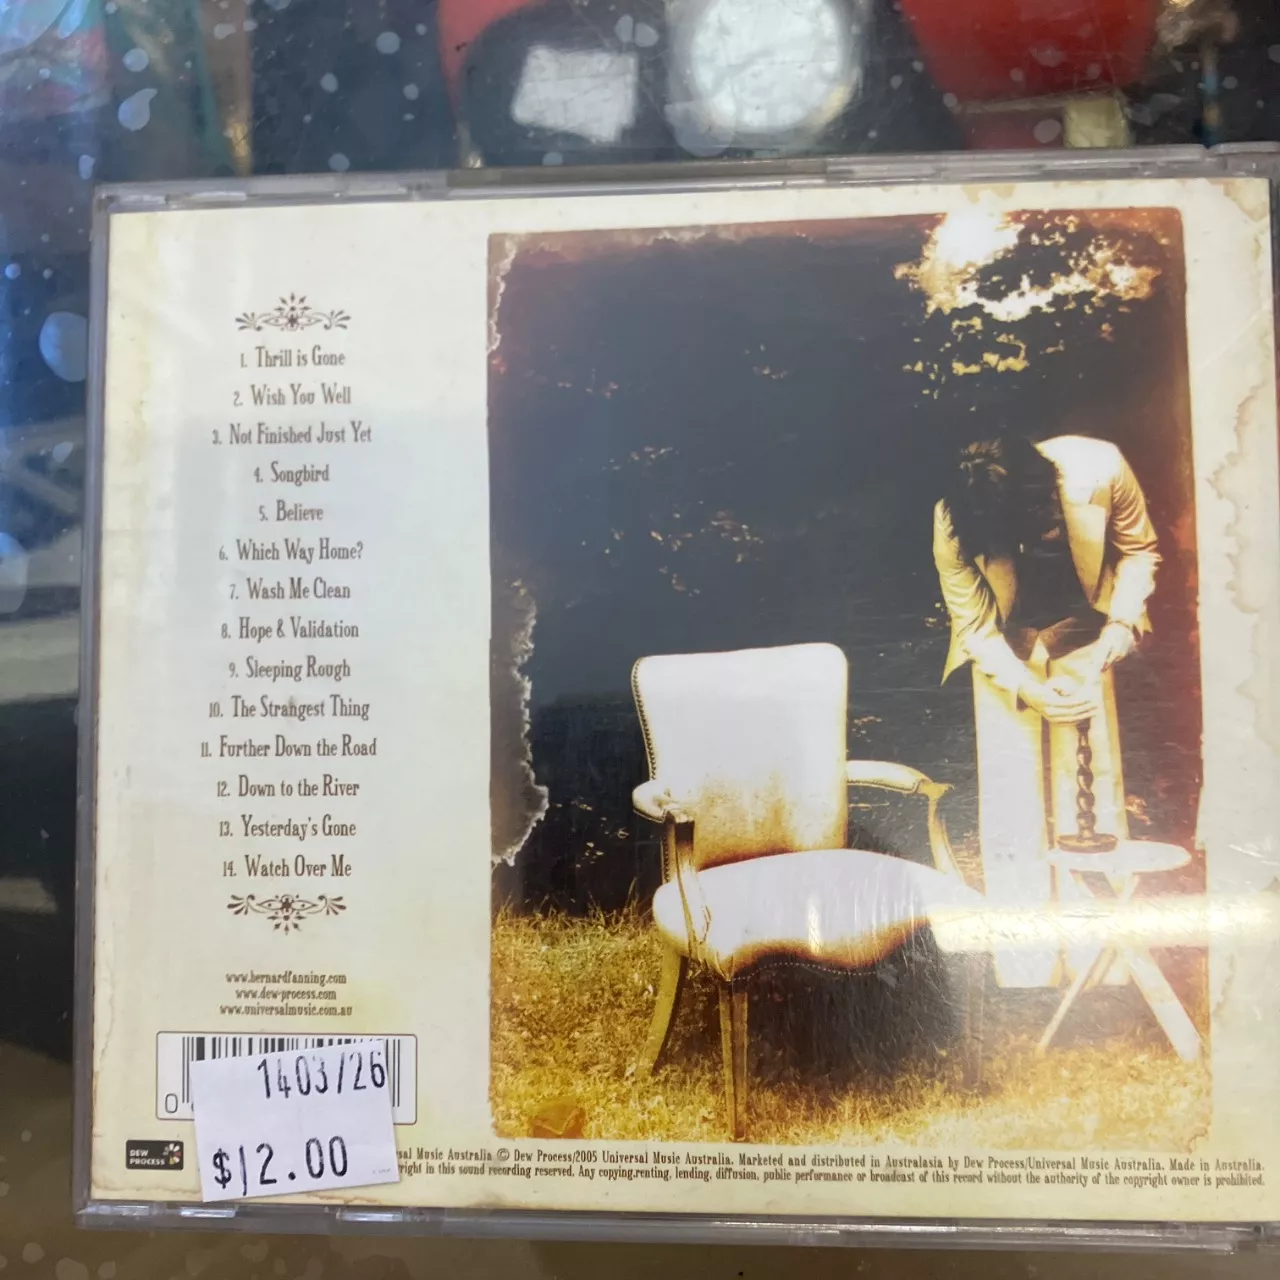 1. Thrill is Gone
2. Wish You Well
3. Not Finished Just Yet
4. Songbird
5. Believe
6. Which Way Home?
7. Wash Me Clean
8. Hope & Validation
9. Sleeping Rough
10. The Strangest Thing
11. Further Down the Road
12. Down to the River
13. Yesterday's Gone
14. Watch Over Me
www.bernardfanning.com
www.dew-process.com
www.universalmusic.com.au
0
1403/26
$12.00
DEW
PROCESS
Music Australia © Dew Process/2005 Universal Music Australia. Marketed and distributed in Australasia by Dew Process/Universal Music Australia. Made in Australia.
in this sound recording reserved. Any copying,renting, lending, diffusion, public performance or broadcast of this record without the authority of the copyright owner is prohibited.